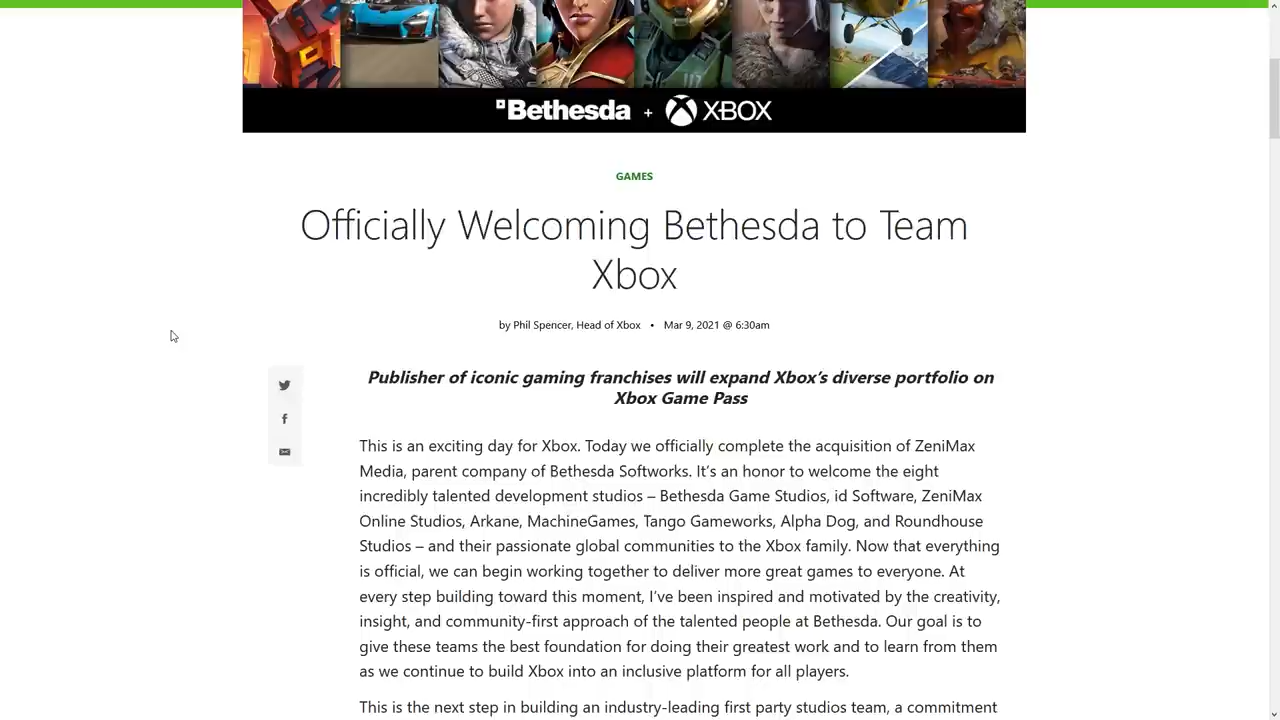 Bethesda + XBOX
GAMES
Officially Welcoming Bethesda to Team
Xbox
by Phil Spencer, Head of Xbox • Mar 9, 2021 @ 6:30am
Publisher of iconic gaming franchises will expand Xbox’s diverse portfolio on
Xbox Game Pass
This is an exciting day for Xbox. Today we officially complete the acquisition of ZeniMax
Media, parent company of Bethesda Softworks. It’s an honor to welcome the eight
incredibly talented development studios – Bethesda Game Studios, id Software, ZeniMax
Online Studios, Arkane, MachineGames, Tango Gameworks, Alpha Dog, and Roundhouse
Studios – and their passionate global communities to the Xbox family. Now that everything
is official, we can begin working together to deliver more great games to everyone. At
every step building toward this moment, I’ve been inspired and motivated by the creativity,
insight, and community-first approach of the talented people at Bethesda. Our goal is to
give these teams the best foundation for doing their greatest work and to learn from them
as we continue to build Xbox into an inclusive platform for all players.
This is the next step in building an industry-leading first party studios team, a commitment